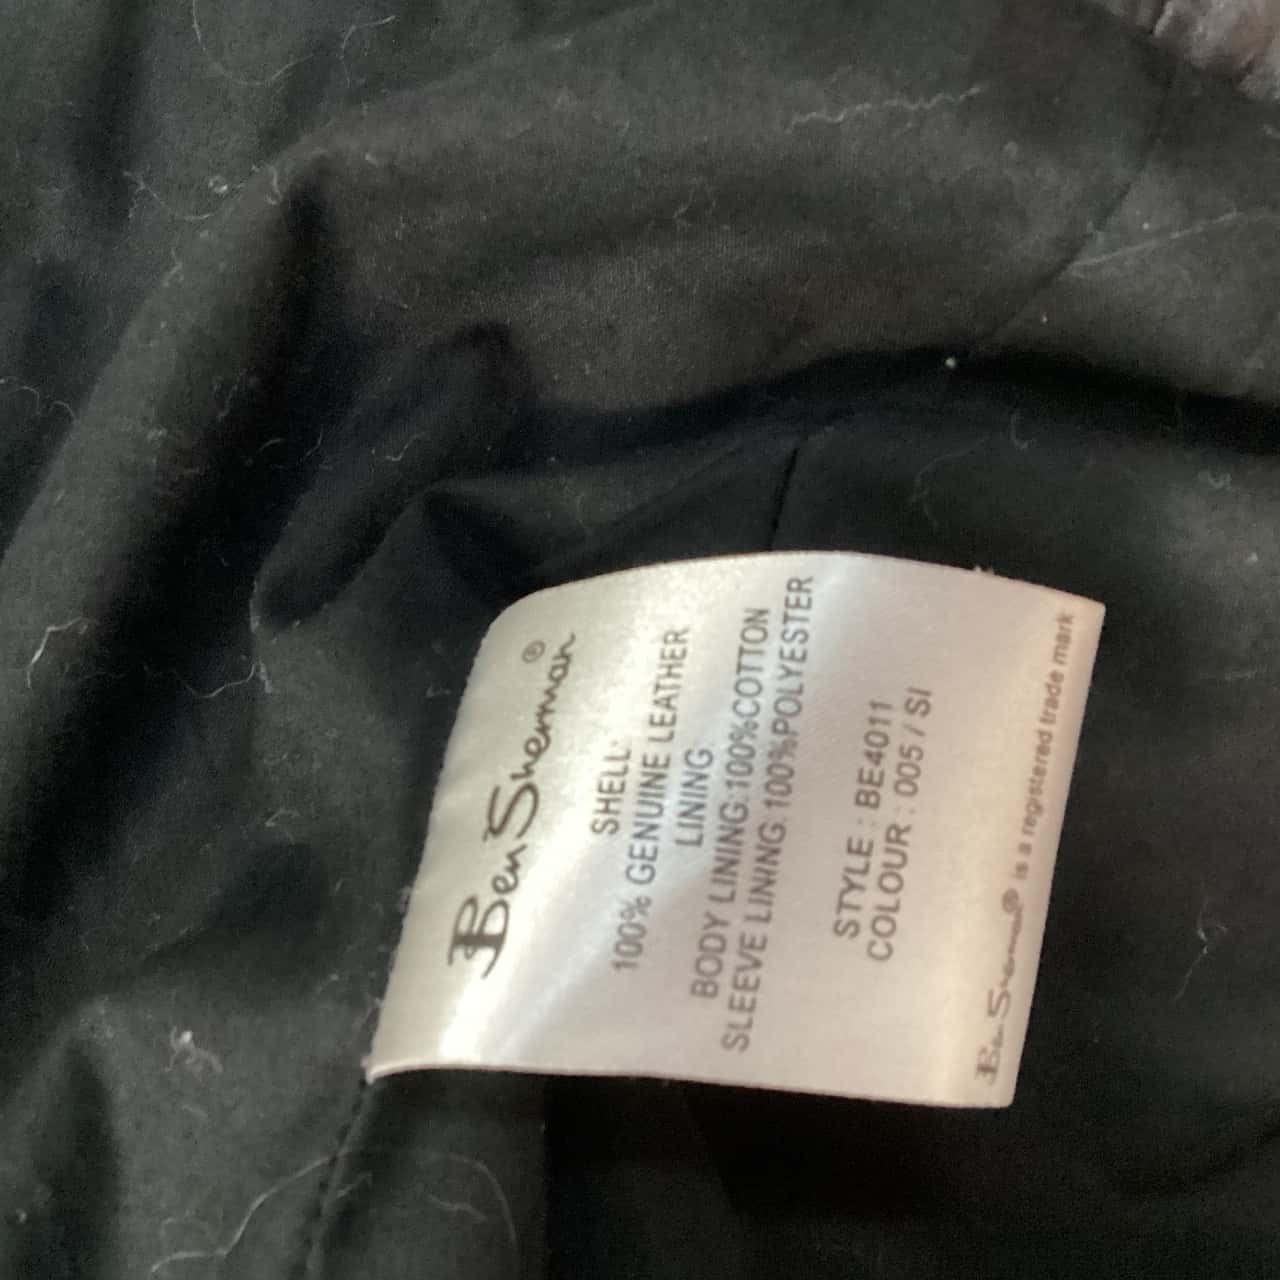 Ben Sherman®
SHELL
100% GENUINE LEATHER
LINING
BODY LINING:100%COTTON
SLEEVE LINING:100%POLYESTER
STYLE : BE4011
COLOUR : 005 / SI
Ben Sherman® is a registered trade mark